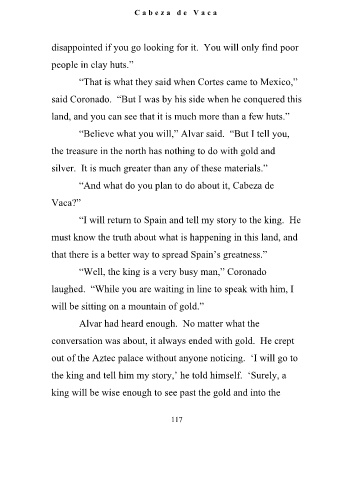 Cabeza de Vaca
disappointed if you go looking for it.  You will only find poor
people in clay huts.”
“That is what they said when Cortes came to Mexico,”
said Coronado.  “But I was by his side when he conquered this
land, and you can see that it is much more than a few huts.”
“Believe what you will,” Alvar said.  “But I tell you,
the treasure in the north has nothing to do with gold and
silver.  It is much greater than any of these materials.”
“And what do you plan to do about it, Cabeza de
Vaca?”
“I will return to Spain and tell my story to the king.  He
must know the truth about what is happening in this land, and
that there is a better way to spread Spain’s greatness.”
“Well, the king is a very busy man,” Coronado
laughed.  “While you are waiting in line to speak with him, I
will be sitting on a mountain of gold.”
Alvar had heard enough.  No matter what the
conversation was about, it always ended with gold.  He crept
out of the Aztec palace without anyone noticing.  ‘I will go to
the king and tell him my story,’ he told himself.  ‘Surely, a
king will be wise enough to see past the gold and into the
117